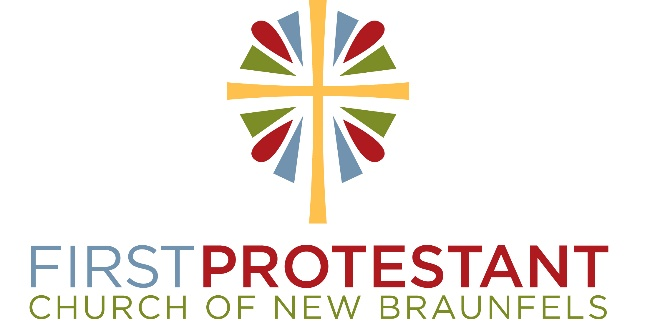 FIRSTPROTESTANT
CHURCH OF NEW BRAUNFELS